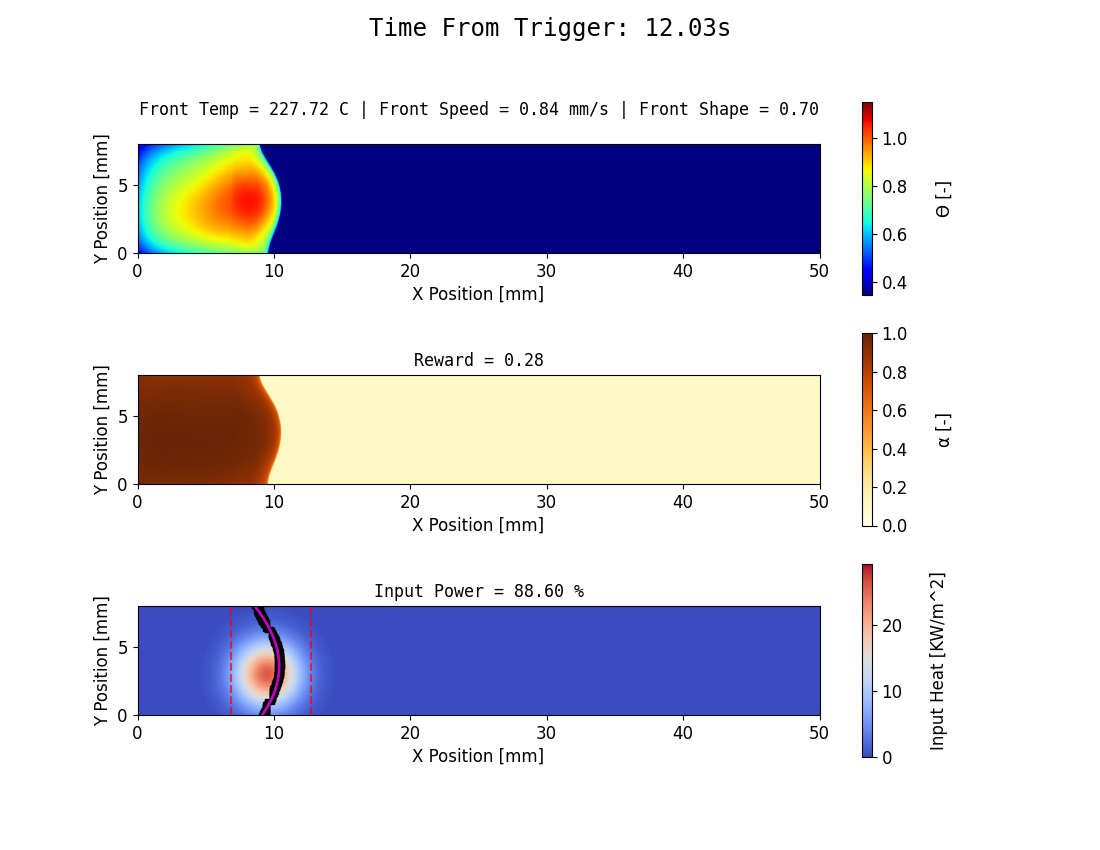 Time From Trigger: 12.03s
Front Temp = 227.72 C | Front Speed = 0.84 mm/s | Front Shape = 0.70
Y Position [mm]
5
0
0 10 20 30 40 50
X Position [mm]
1.0
0.8
0.6
0.4
Θ [-]
Reward = 0.28
Y Position [mm]
5
0
0 10 20 30 40 50
X Position [mm]
1.0
0.8
0.6
0.4
0.2
0.0
α [-]
Input Power = 88.60 %
Y Position [mm]
5
0
0 10 20 30 40 50
X Position [mm]
20
10
0
Input Heat [KW/m^2]